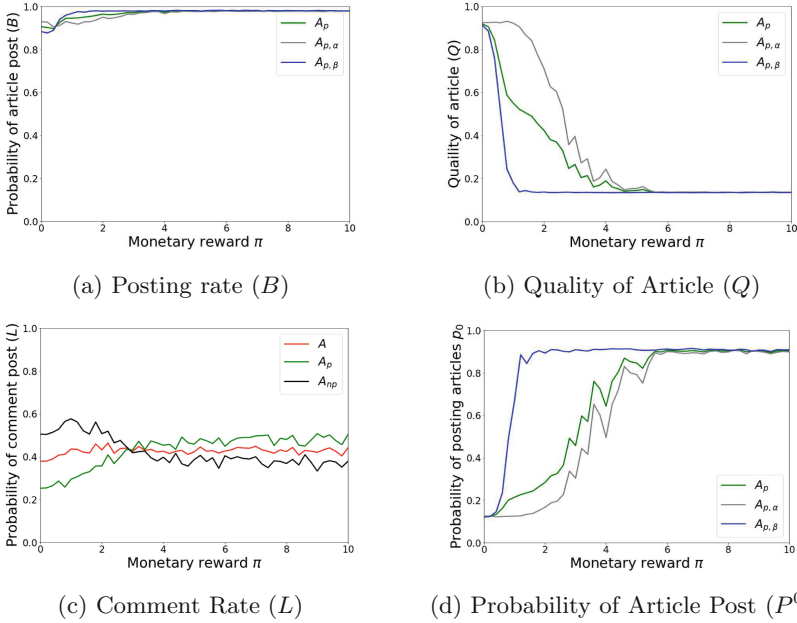 1.0
0.8
0.6
0.4
0.2
0.0
Probability of article post (B)
A_p
A_{p,α}
A_{p,β}
0 2 4 6 8 10
Monetary reward π
(a) Posting rate (B)
1.0
0.8
0.6
0.4
0.2
0.0
Quaility of article (Q)
A_p
A_{p,α}
A_{p,β}
0 2 4 6 8 10
Monetary reward π
(b) Quality of Article (Q)
1.0
0.8
0.6
0.4
0.2
0.0
Probability of comment post (L)
A
A_p
A_{np}
0 2 4 6 8 10
Monetary reward π
(c) Comment Rate (L)
1.0
0.8
0.6
0.4
0.2
0.0
Probability of posting articles p_0
A_p
A_{p,α}
A_{p,β}
0 2 4 6 8 10
Monetary reward π
(d) Probability of Article Post (P^0